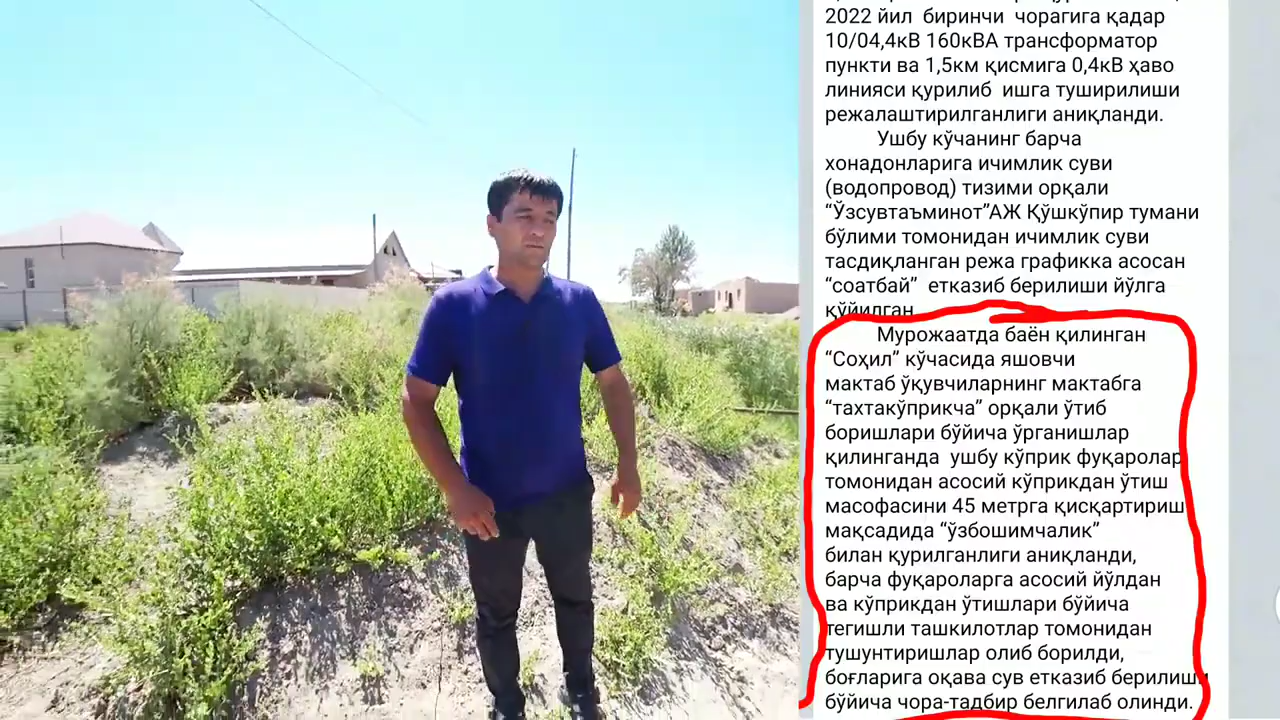 2022 йил биринчи чорагига қадар
10/04,4кВ 160кВА трансформатор
пункти ва 1,5км қисмига 0,4кВ ҳаво
линияси қурилиб ишга туширилиши
режалаштирилганлиги аниқланди.
Ушбу кўчанинг барча
хонадонларига ичимлик суви
(водопровод) тизими орқали
“Ўзсувтаъминот”АЖ Қўшкўпир тумани
бўлими томонидан ичимлик суви
тасдиқланган режа графикка асосан
“соатбай” етказиб берилиши йўлга
қўйилган
Мурожаатда баён қилинган
“Соҳил” кўчасида яшовчи
мактаб ўқувчиларнинг мактабга
“тахтакўприкча” орқали ўтиб
боришлари бўйича ўрганишлар
қилинганда ушбу кўприк фуқаролар
томонидан асосий кўприкдан ўтиш
масофасини 45 метрга қисқартириш
мақсадида “ўзбошимчалик”
билан қурилганлиги аниқланди,
барча фуқароларга асосий йўлдан
ва кўприкдан ўтишлари бўйича
тегишли ташкилотлар томонидан
тушунтиришлар олиб борилди,
боғларига оқава сув етказиб берилиши
бўйича чора-тадбир белгилаб олинди.